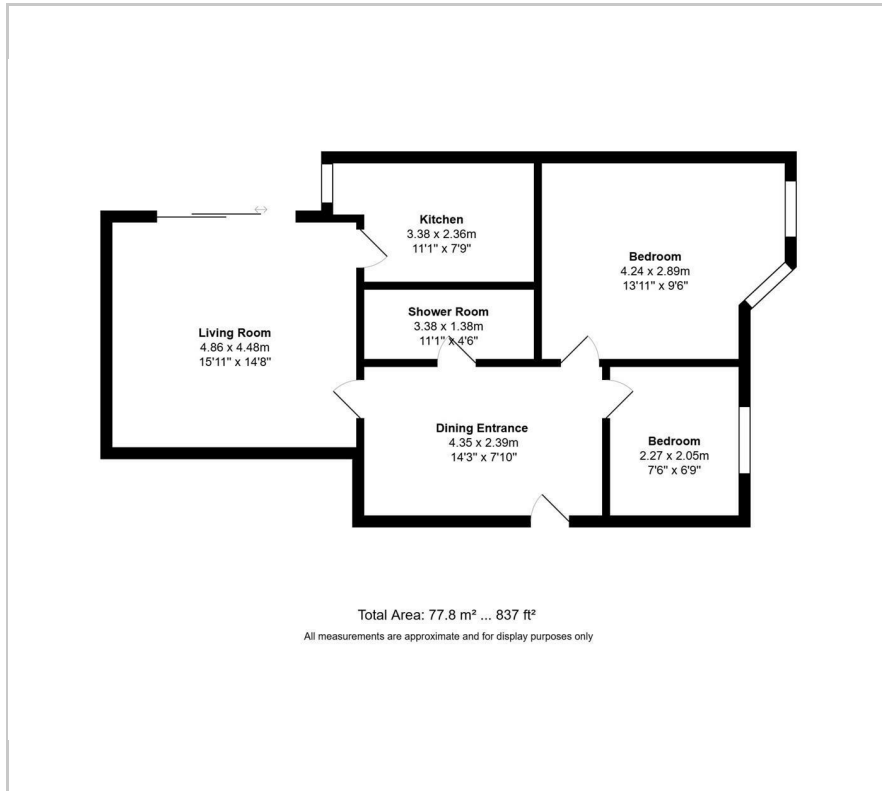 Kitchen
3.38 x 2.36m
11'1" x 7'9"
Bedroom
4.24 x 2.89m
13'11" x 9'6"
Shower Room
3.38 x 1.38m
11'1" x 4'6"
Living Room
4.86 x 4.48m
15'11" x 14'8"
Dining Entrance
4.35 x 2.39m
14'3" x 7'10"
Bedroom
2.27 x 2.05m
7'6" x 6'9"
Total Area: 77.8 m² ... 837 ft²
All measurements are approximate and for display purposes only